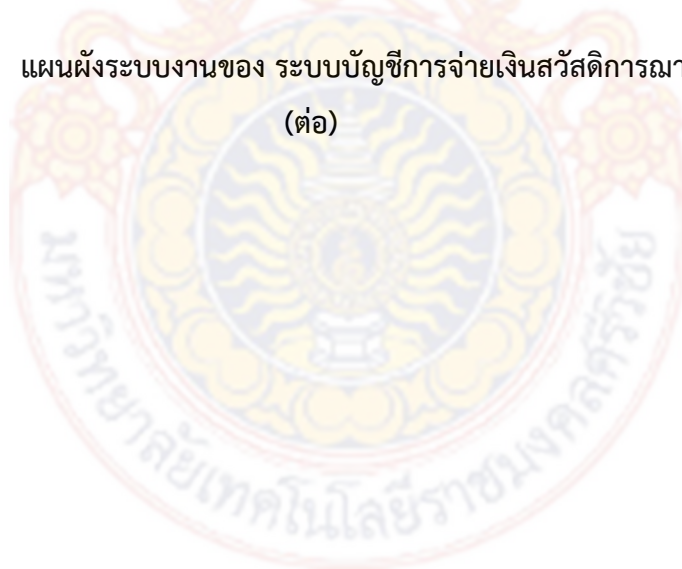 แผนผังระบบงานของ ระบบบัญชีการจ่ายเงินสวัสดิการณา
(ต่อ)
มหาวิทยาลัยเทคโนโลยีราชมงคลศรีวิชัย